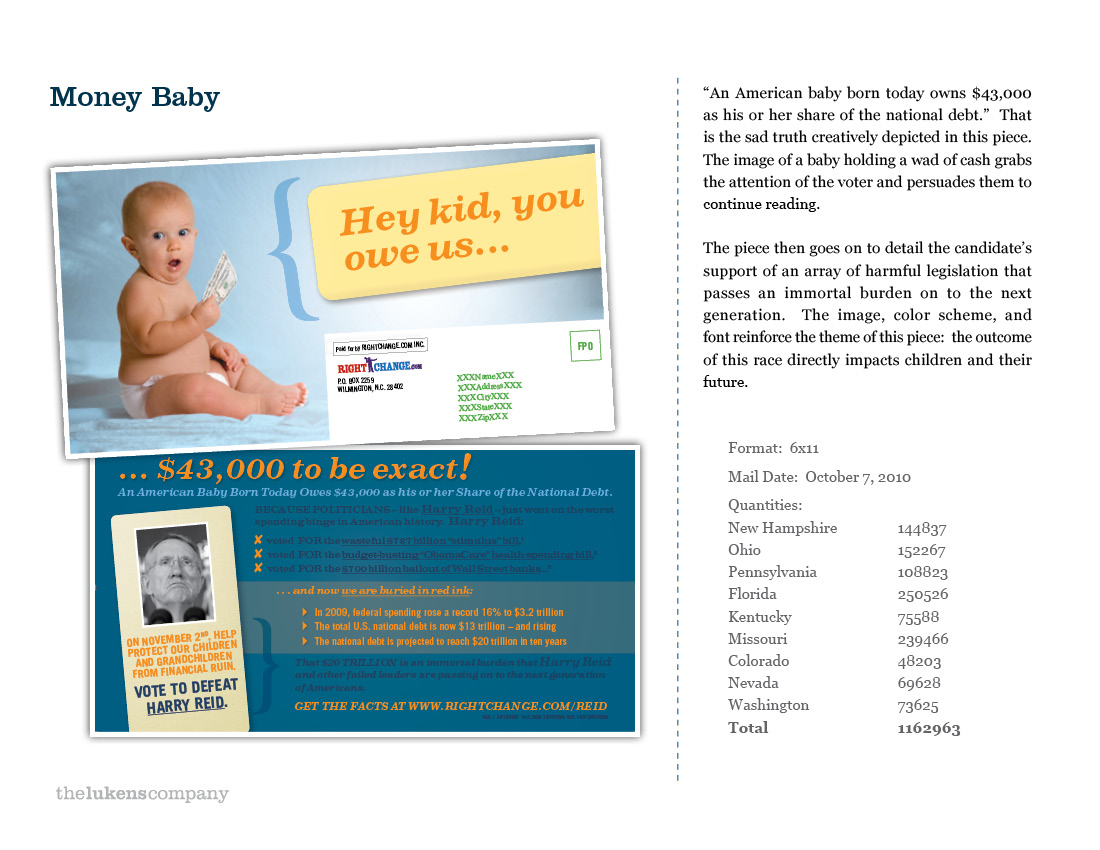 Money Baby
Hey kid, you
owe us...
Paid for by RIGHTCHANGE.COM INC.
RIGHTCHANGE.COM
P.O. BOX 2259
WILMINGTON, N.C. 28402
FPO
XXXNameXXX
XXXAddressXXX
XXXCityXXX
XXXStateXXX
XXXZipXXX
... $43,000 to be exact!
An American Baby Born Today Owes $43,000 as his or her Share of the National Debt.
BECAUSE POLITICIANS – like Harry Reid – just went on the worst
spending binge in American history. Harry Reid:
✘ voted FOR the wasteful $787 billion "stimulus" bill,¹
✘ voted FOR the budget-busting "ObamaCare" health spending bill,²
✘ voted FOR the $700 billion bailout of Wall Street banks...³
. . . and now we are buried in red ink:
In 2009, federal spending rose a record 16% to $3.2 trillion
The total U.S. national debt is now $13 trillion – and rising
The national debt is projected to reach $20 trillion in ten years
That $20 TRILLION is an immortal burden that Harry Reid
and other failed leaders are passing on to the next generation
of Americans.
GET THE FACTS AT WWW.RIGHTCHANGE.COM/REID
ON NOVEMBER 2ND, HELP
PROTECT OUR CHILDREN
AND GRANDCHILDREN
FROM FINANCIAL RUIN.
VOTE TO DEFEAT
HARRY REID.
thelukenscompany
“An American baby born today owns $43,000
as his or her share of the national debt.” That
is the sad truth creatively depicted in this piece.
The image of a baby holding a wad of cash grabs
the attention of the voter and persuades them to
continue reading.
The piece then goes on to detail the candidate’s
support of an array of harmful legislation that
passes an immortal burden on to the next
generation. The image, color scheme, and
font reinforce the theme of this piece: the outcome
of this race directly impacts children and their
future.
Format: 6x11
Mail Date: October 7, 2010
Quantities:
New Hampshire 144837
Ohio 152267
Pennsylvania 108823
Florida 250526
Kentucky 75588
Missouri 239466
Colorado 48203
Nevada 69628
Washington 73625
Total 1162963